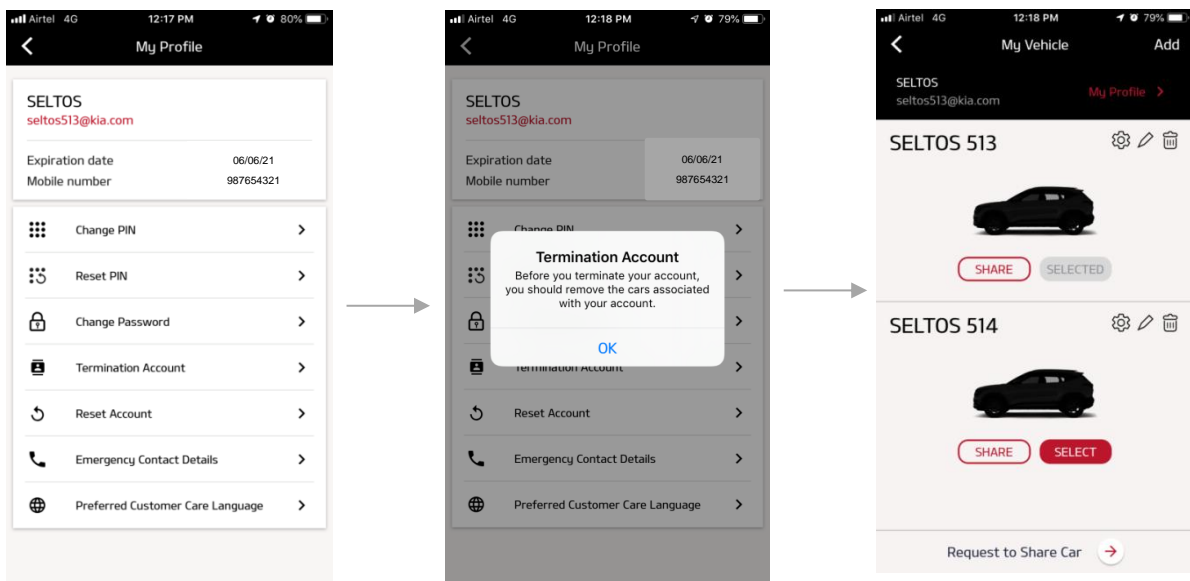 Airtel 4G 12:17 PM 80%
My Profile
SELTOS
seltos513@kia.com
Expiration date 06/06/21
Mobile number 987654321
Change PIN
Reset PIN
Change Password
Termination Account
Reset Account
Emergency Contact Details
Preferred Customer Care Language
Airtel 4G 12:18 PM 79%
My Profile
SELTOS
seltos513@kia.com
Expiration date 06/06/21
Mobile number 987654321
Change PIN
Termination Account
Before you terminate your account,
you should remove the cars associated
with your account.
OK
Termination Account
Reset Account
Emergency Contact Details
Preferred Customer Care Language
Airtel 4G 12:18 PM 79%
My Vehicle Add
SELTOS
seltos513@kia.com
My Profile
SELTOS 513
SHARE SELECTED
SELTOS 514
SHARE SELECT
Request to Share Car